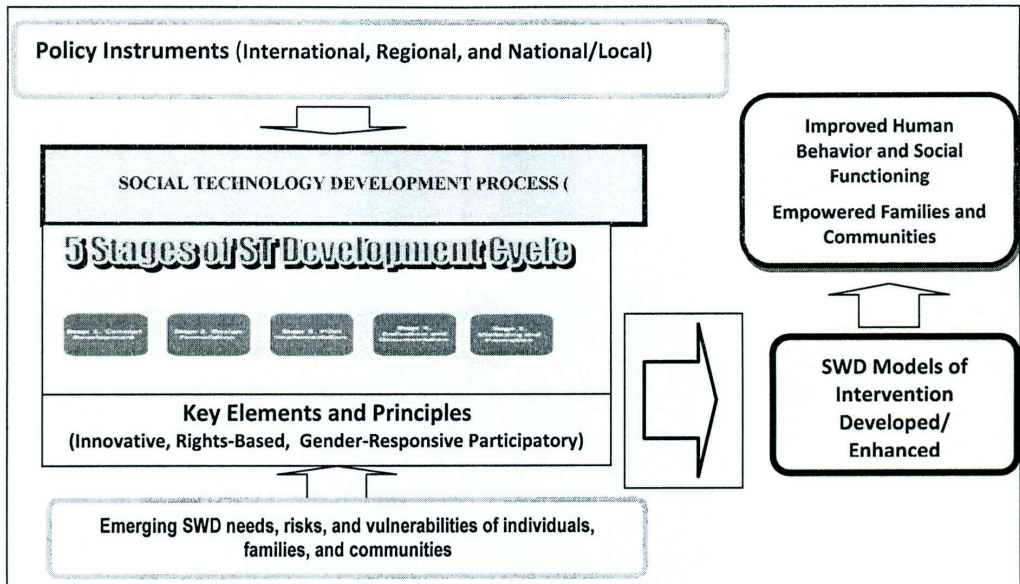 Policy Instruments (International, Regional, and National/Local)
SOCIAL TECHNOLOGY DEVELOPMENT PROCESS (
5 Stages of ST Development Cycle
Key Elements and Principles
(Innovative, Rights-Based, Gender-Responsive Participatory)
Emerging SWD needs, risks, and vulnerabilities of individuals,
families, and communities
SWD Models of
Intervention
Developed/
Enhanced
Improved Human
Behavior and Social
Functioning
Empowered Families and
Communities